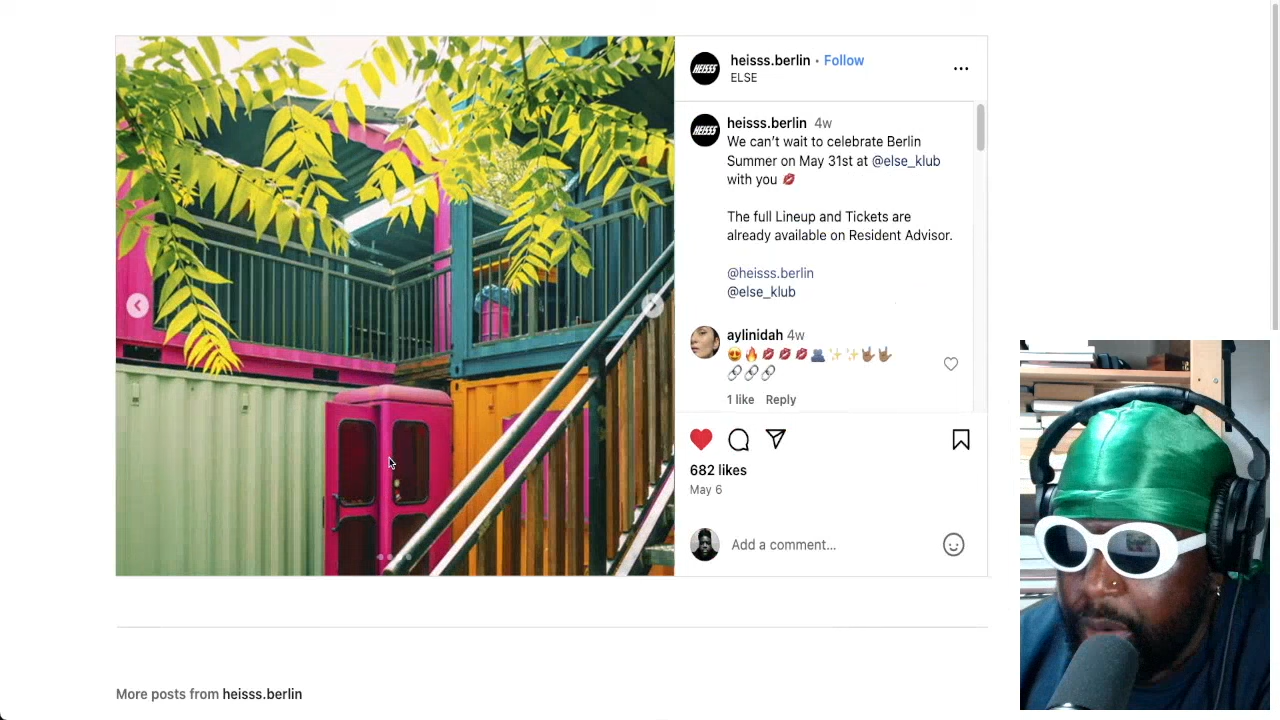 heisss.berlin • Follow
ELSE
HEISSS
heisss.berlin 4w
HEISSS
We can’t wait to celebrate Berlin
Summer on May 31st at @else_klub
with you 💋
The full Lineup and Tickets are
already available on Resident Advisor.
@heisss.berlin
@else_klub
aylinidah 4w
😍🔥💋💋💋🫂✨✨🤟🏽🤟🏽
🔗🔗🔗
1 like Reply
682 likes
May 6
Add a comment...
More posts from heisss.berlin